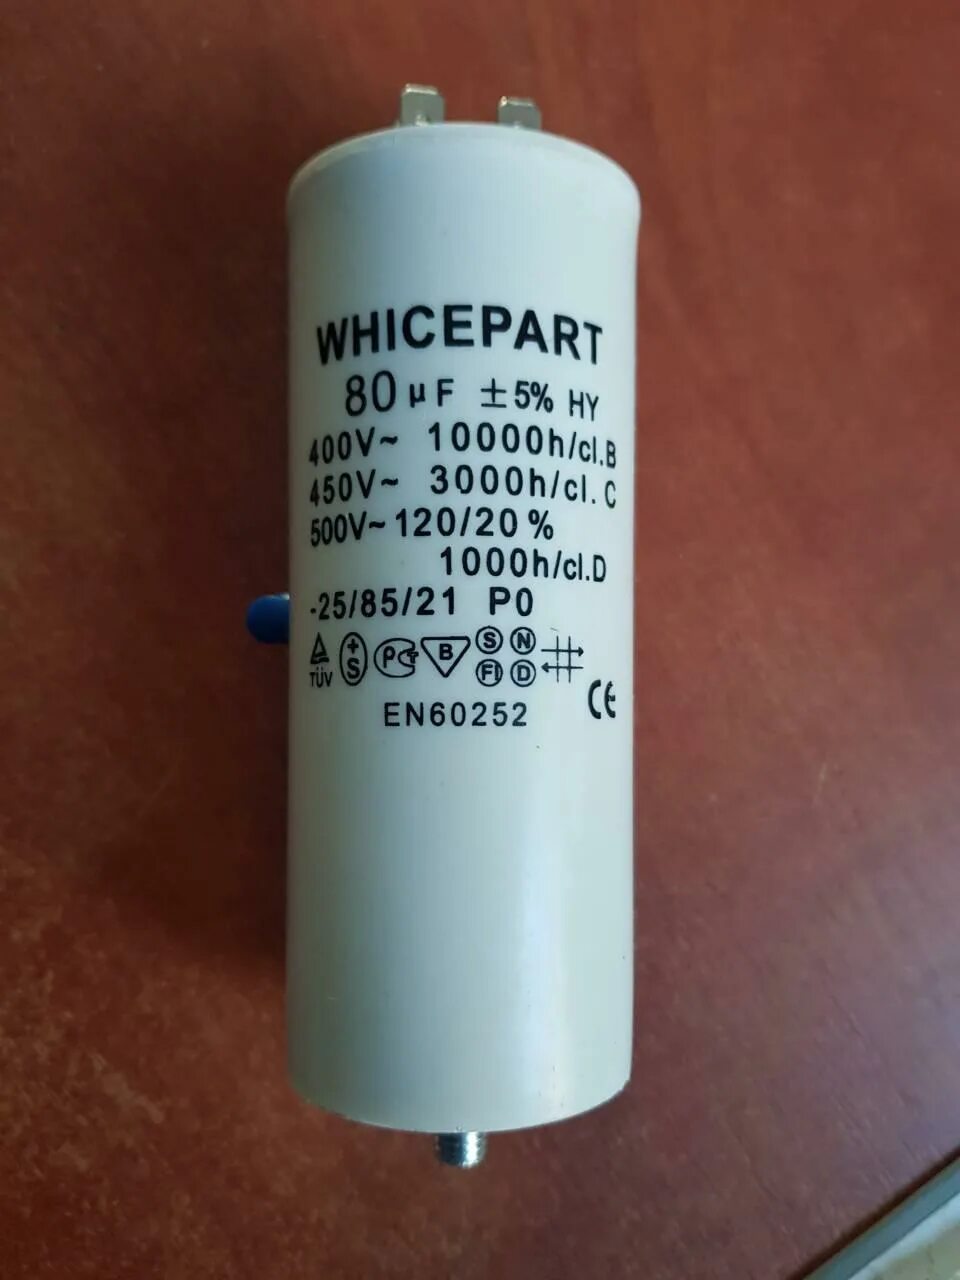 WHICEPART
80 µF ±5% HY
400V~ 10000h/cl.B
450V~ 3000h/cl.C
500V~120/20%
1000h/cl.D
-25/85/21 P0
TÜV +S P B S N FI D CE
EN60252